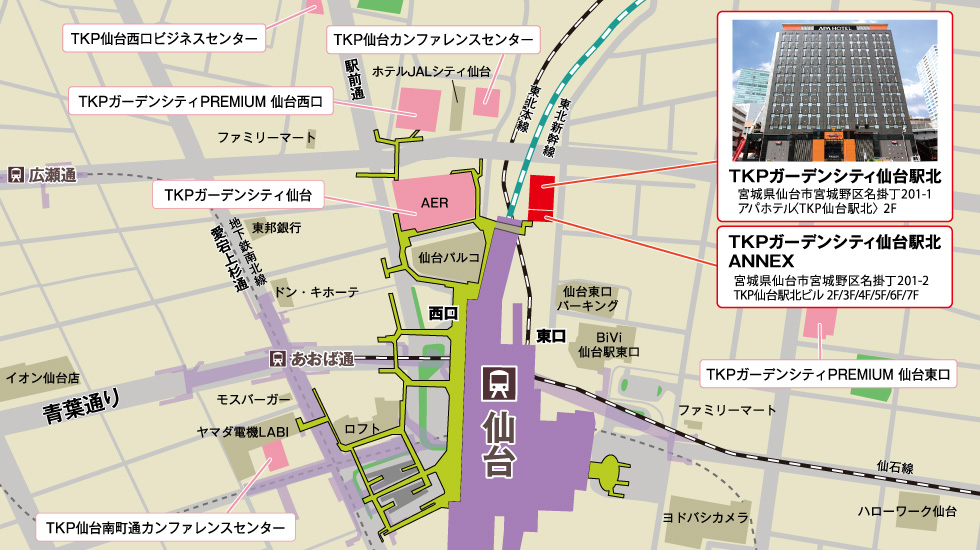 TKP仙台西口ビジネスセンター
TKP仙台カンファレンスセンター
駅前通
ホテルJALシティ仙台
TKPガーデンシティPREMIUM 仙台西口
東北本線
東北新幹線
ファミリーマート
広瀬通
TKPガーデンシティ仙台
AER
APA HOTEL
TKPガーデンシティ仙台駅北
宮城県仙台市宮城野区名掛丁201-1
アパホテル〈TKP仙台駅北〉 2F
TKPガーデンシティ仙台駅北
ANNEX
宮城県仙台市宮城野区名掛丁201-2
TKP仙台駅北ビル 2F/3F/4F/5F/6F/7F
東邦銀行
地下鉄南北線
愛宕上杉通
仙台パルコ
ドン・キホーテ
仙台東口
パーキング
西口
東口
BiVi
仙台駅東口
あおば通
TKPガーデンシティPREMIUM 仙台東口
イオン仙台店
青葉通り
モスバーガー
ヤマダ電機LABI
ロフト
仙台
ファミリーマート
仙石線
TKP仙台南町通カンファレンスセンター
ヨドバシカメラ
ハローワーク仙台